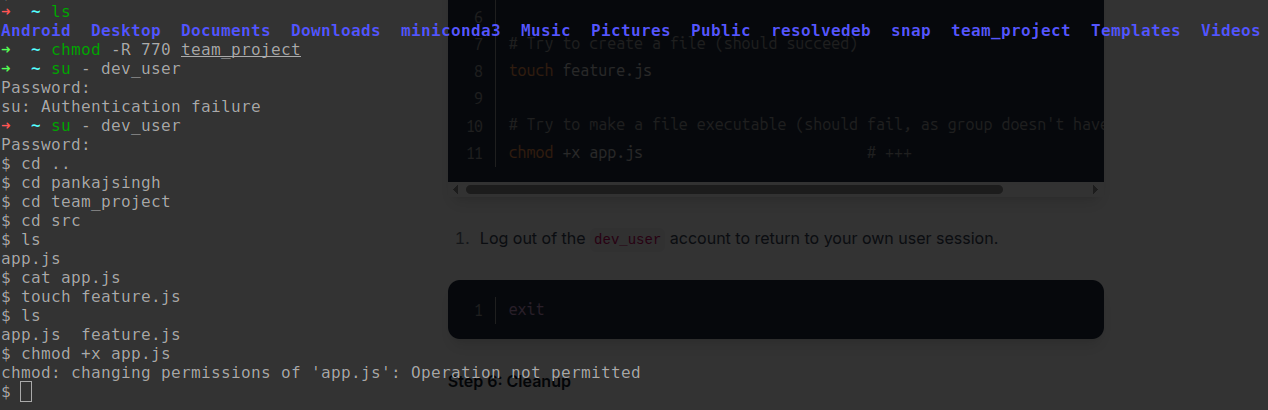 ➜  ~ ls
Android  Desktop  Documents  Downloads  miniconda3  Music  Pictures  Public  resolvedeb  snap  team_project  Templates  Videos
➜  ~ chmod -R 770 team_project
➜  ~ su - dev_user
Password:
su: Authentication failure
➜  ~ su - dev_user
Password:
$ cd ..
$ cd pankajsingh
$ cd team_project
$ cd src
$ ls
app.js
$ cat app.js
$ touch feature.js
$ ls
app.js  feature.js
$ chmod +x app.js
chmod: changing permissions of 'app.js': Operation not permitted
$
6
7 # Try to create a file (should succeed)
8 touch feature.js
9
10 # Try to make a file executable (should fail, as group doesn't have
11 chmod +x app.js # +++
1. Log out of the dev_user account to return to your own user session.
1 exit
Step 6: Cleanup